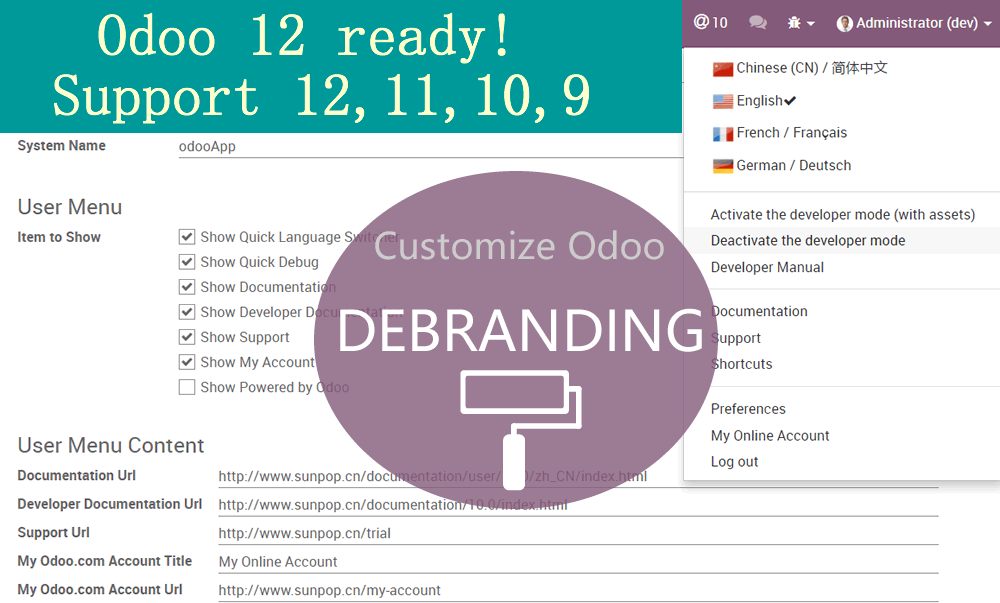 Odoo 12 ready!
Support 12,11,10,9
@ 10
Administrator (dev)
Chinese (CN) / 简体中文
English
French / Français
German / Deutsch
Activate the developer mode (with assets)
Deactivate the developer mode
Developer Manual
Documentation
Support
Shortcuts
Preferences
My Online Account
Log out
System Name odooApp
User Menu
Item to Show
Show Quick Language Switcher
Show Quick Debug
Show Documentation
Show Developer Documentation
Show Support
Show My Account
Show Powered by Odoo
Customize Odoo
DEBRANDING
User Menu Content
Documentation Url http://www.sunpop.cn/documentation/user/10.0/zh_CN/index.html
Developer Documentation Url http://www.sunpop.cn/documentation/10.0/index.html
Support Url http://www.sunpop.cn/trial
My Odoo.com Account Title My Online Account
My Odoo.com Account Url http://www.sunpop.cn/my-account